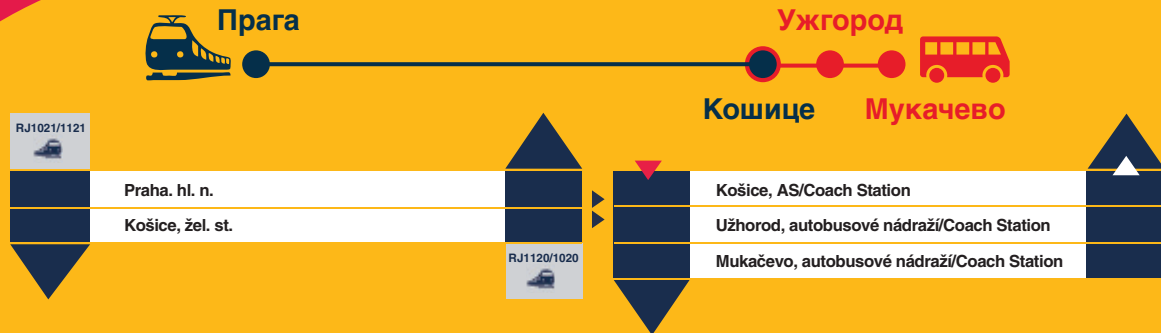 Прага
Ужгород
Кошице
Мукачево
RJ1021/1121
Praha. hl. n.
Košice, žel. st.
RJ1120/1020
Košice, AS/Coach Station
Užhorod, autobusové nádraží/Coach Station
Mukačevo, autobusové nádraží/Coach Station